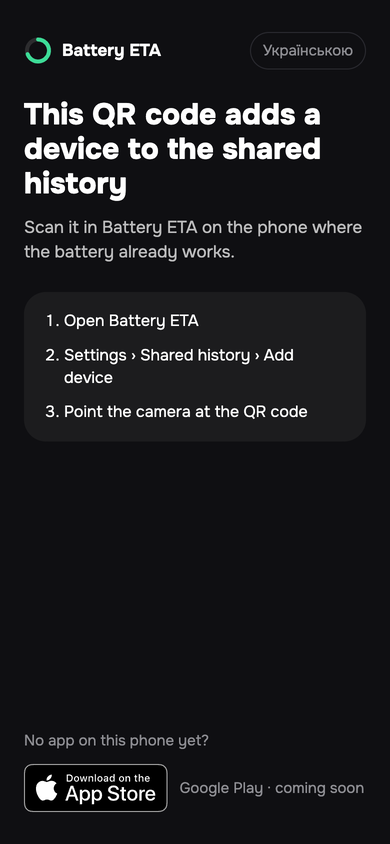 Battery ETA
Українською
This QR code adds a
device to the shared
history
Scan it in Battery ETA on the phone where
the battery already works.
1. Open Battery ETA
2. Settings › Shared history › Add
device
3. Point the camera at the QR code
No app on this phone yet?
Download on the
App Store
Google Play · coming soon